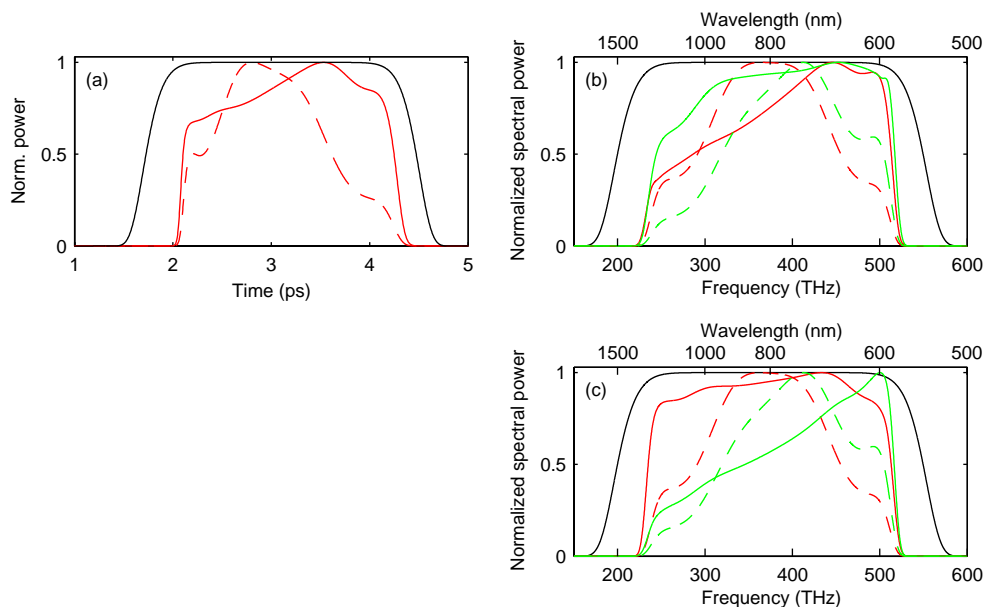 (a)
Norm. power
1
0.5
0
1 2 3 4 5
Time (ps)
Wavelength (nm)
1500 1000 800 600 500
(b)
Normalized spectral power
1
0.5
0
200 300 400 500 600
Frequency (THz)
Wavelength (nm)
1500 1000 800 600 500
(c)
Normalized spectral power
1
0.5
0
200 300 400 500 600
Frequency (THz)